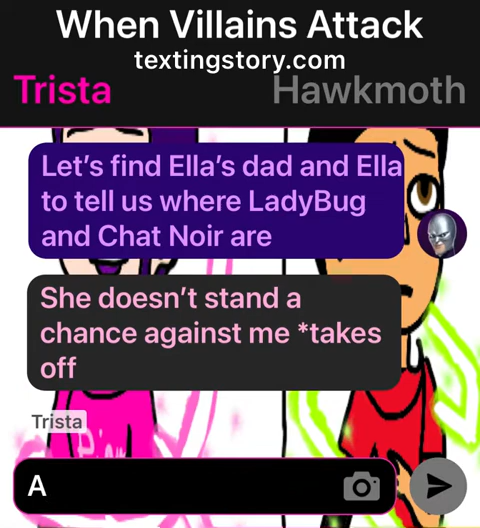 When Villains Attack
textingstory.com
Trista
Hawkmoth
Let's find Ella's dad and Ella
to tell us where LadyBug
and Chat Noir are
She doesn't stand a
chance against me *takes
off
Trista
A